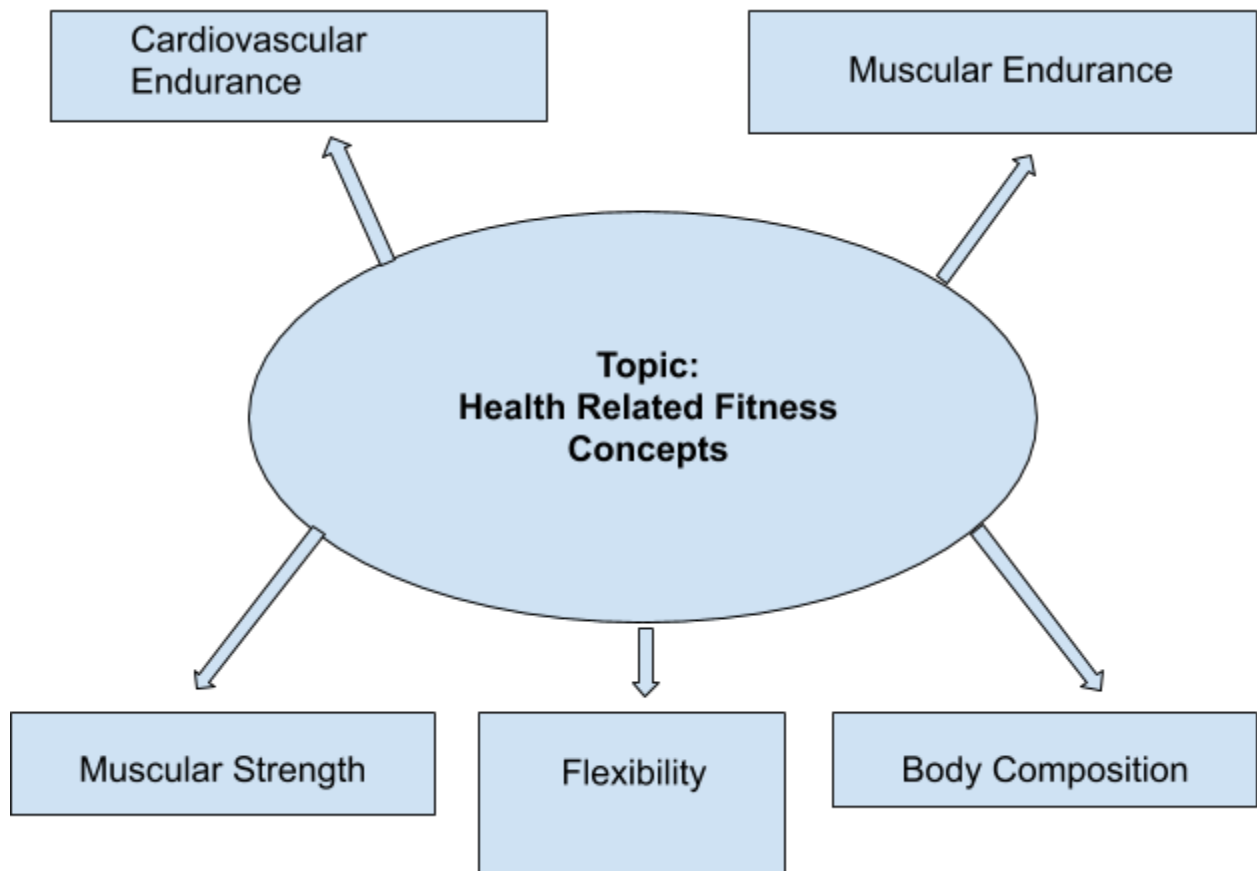 Cardiovascular
Endurance
Muscular Endurance
Topic:
Health Related Fitness
Concepts
Muscular Strength
Flexibility
Body Composition